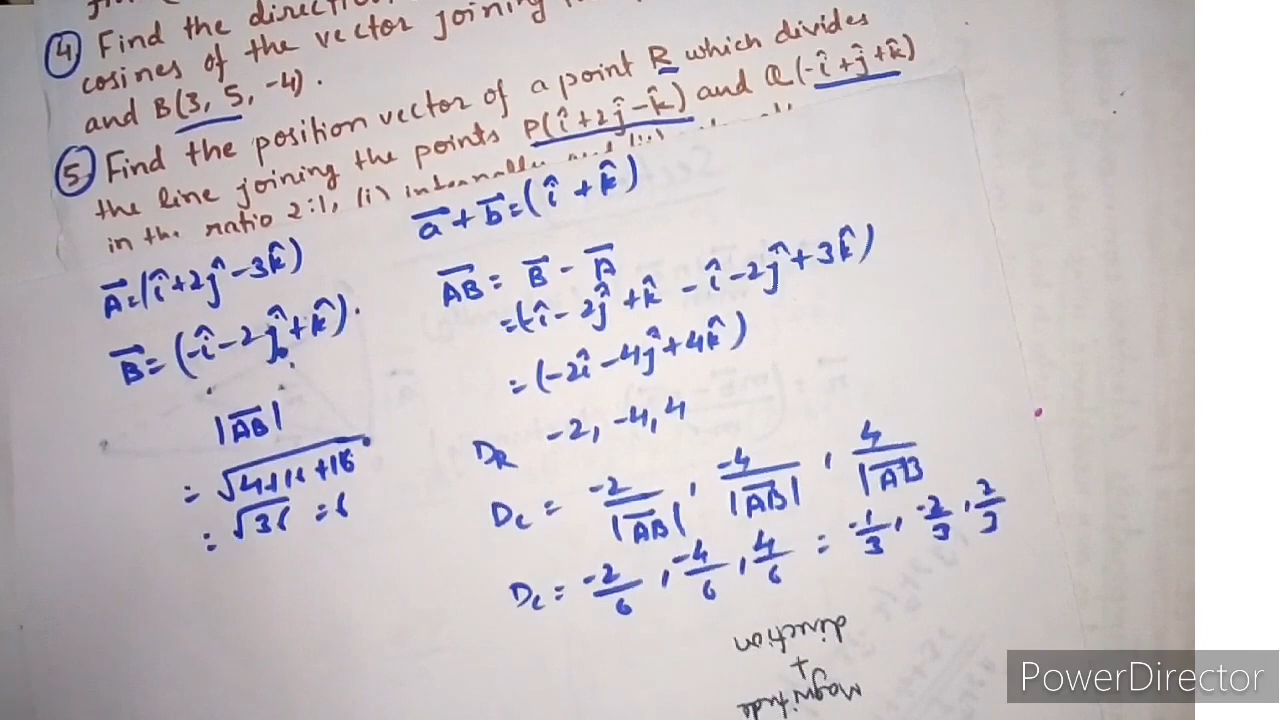 ④ Find the direction
cosines of the vector joining
and B(3, 5, -4).
⑤ Find the position vector of a point R which divides
the line joining the points P(î+2ĵ-k̂) and Q(-î+ĵ+k̂)
in the ratio 2:1, (i) internally and
a⃗ + b⃗ = (î + k̂)
A⃗ = (î+2ĵ-3k̂)
B⃗ = (-î-2ĵ+k̂).
|AB|
= √4+16+16
= √36 = 6
AB = B - A
= (-î - 2ĵ + k̂ - î - 2ĵ + 3k̂)
= (-2î - 4ĵ + 4k̂)
DR -2, -4, 4
Dc = -2/|AB|, -4/|AB|, 4/|AB
Dc = -2/6, -4/6, 4/6 = -1/3, -2/3, 2/3
Magnitude
+
direction
PowerDirector